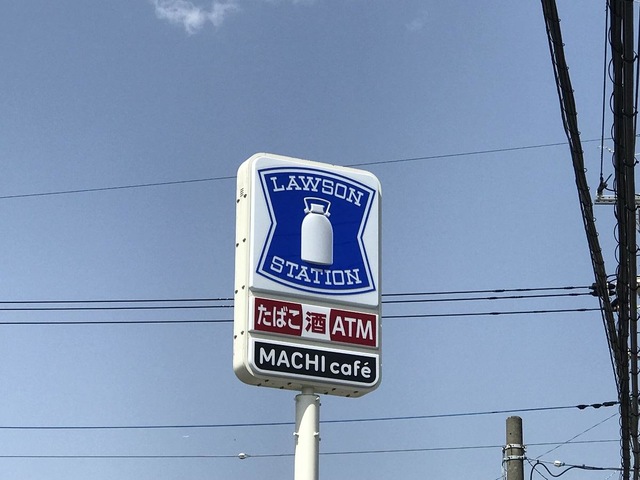 LAWSON
STATION
たばこ 酒 ATM
MACHI café